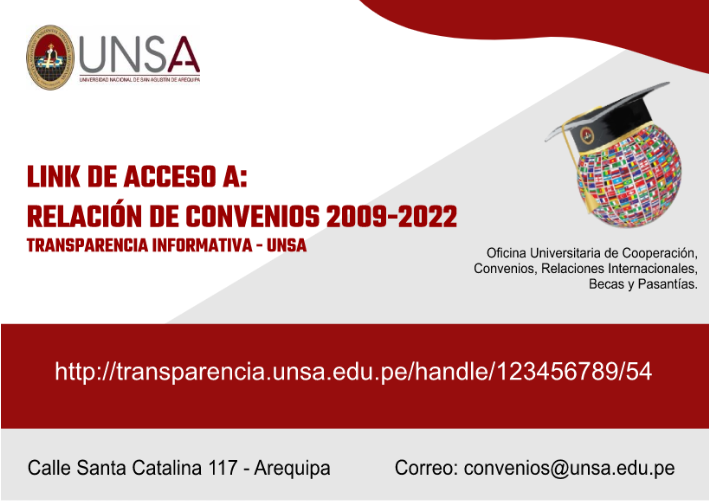 UNSA
UNIVERSIDAD NACIONAL DE SAN AGUSTÍN DE AREQUIPA
LINK DE ACCESO A:
RELACIÓN DE CONVENIOS 2009-2022
TRANSPARENCIA INFORMATIVA - UNSA
Oficina Universitaria de Cooperación,
Convenios, Relaciones Internacionales,
Becas y Pasantías.
http://transparencia.unsa.edu.pe/handle/123456789/54
Calle Santa Catalina 117 - Arequipa
Correo: convenios@unsa.edu.pe